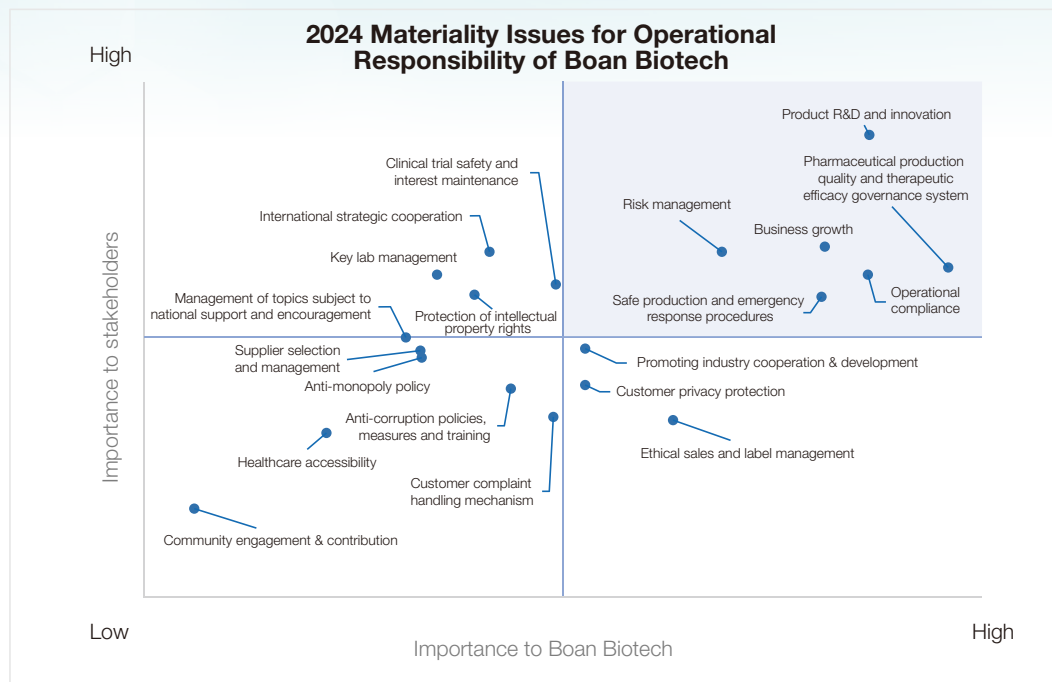 2024 Materiality Issues for Operational
Responsibility of Boan Biotech
High
Product R&D and innovation
Clinical trial safety and
interest maintenance
Pharmaceutical production
quality and therapeutic
efficacy governance system
Risk management
International strategic cooperation
Business growth
Key lab management
Management of topics subject to
national support and encouragement
Protection of intellectual
property rights
Safe production and emergency
response procedures
Operational
compliance
Importance to stakeholders
Supplier selection
and management
Promoting industry cooperation & development
Anti-monopoly policy
Customer privacy protection
Anti-corruption policies,
measures and training
Ethical sales and label management
Healthcare accessibility
Customer complaint
handling mechanism
Community engagement & contribution
Low
Importance to Boan Biotech
High